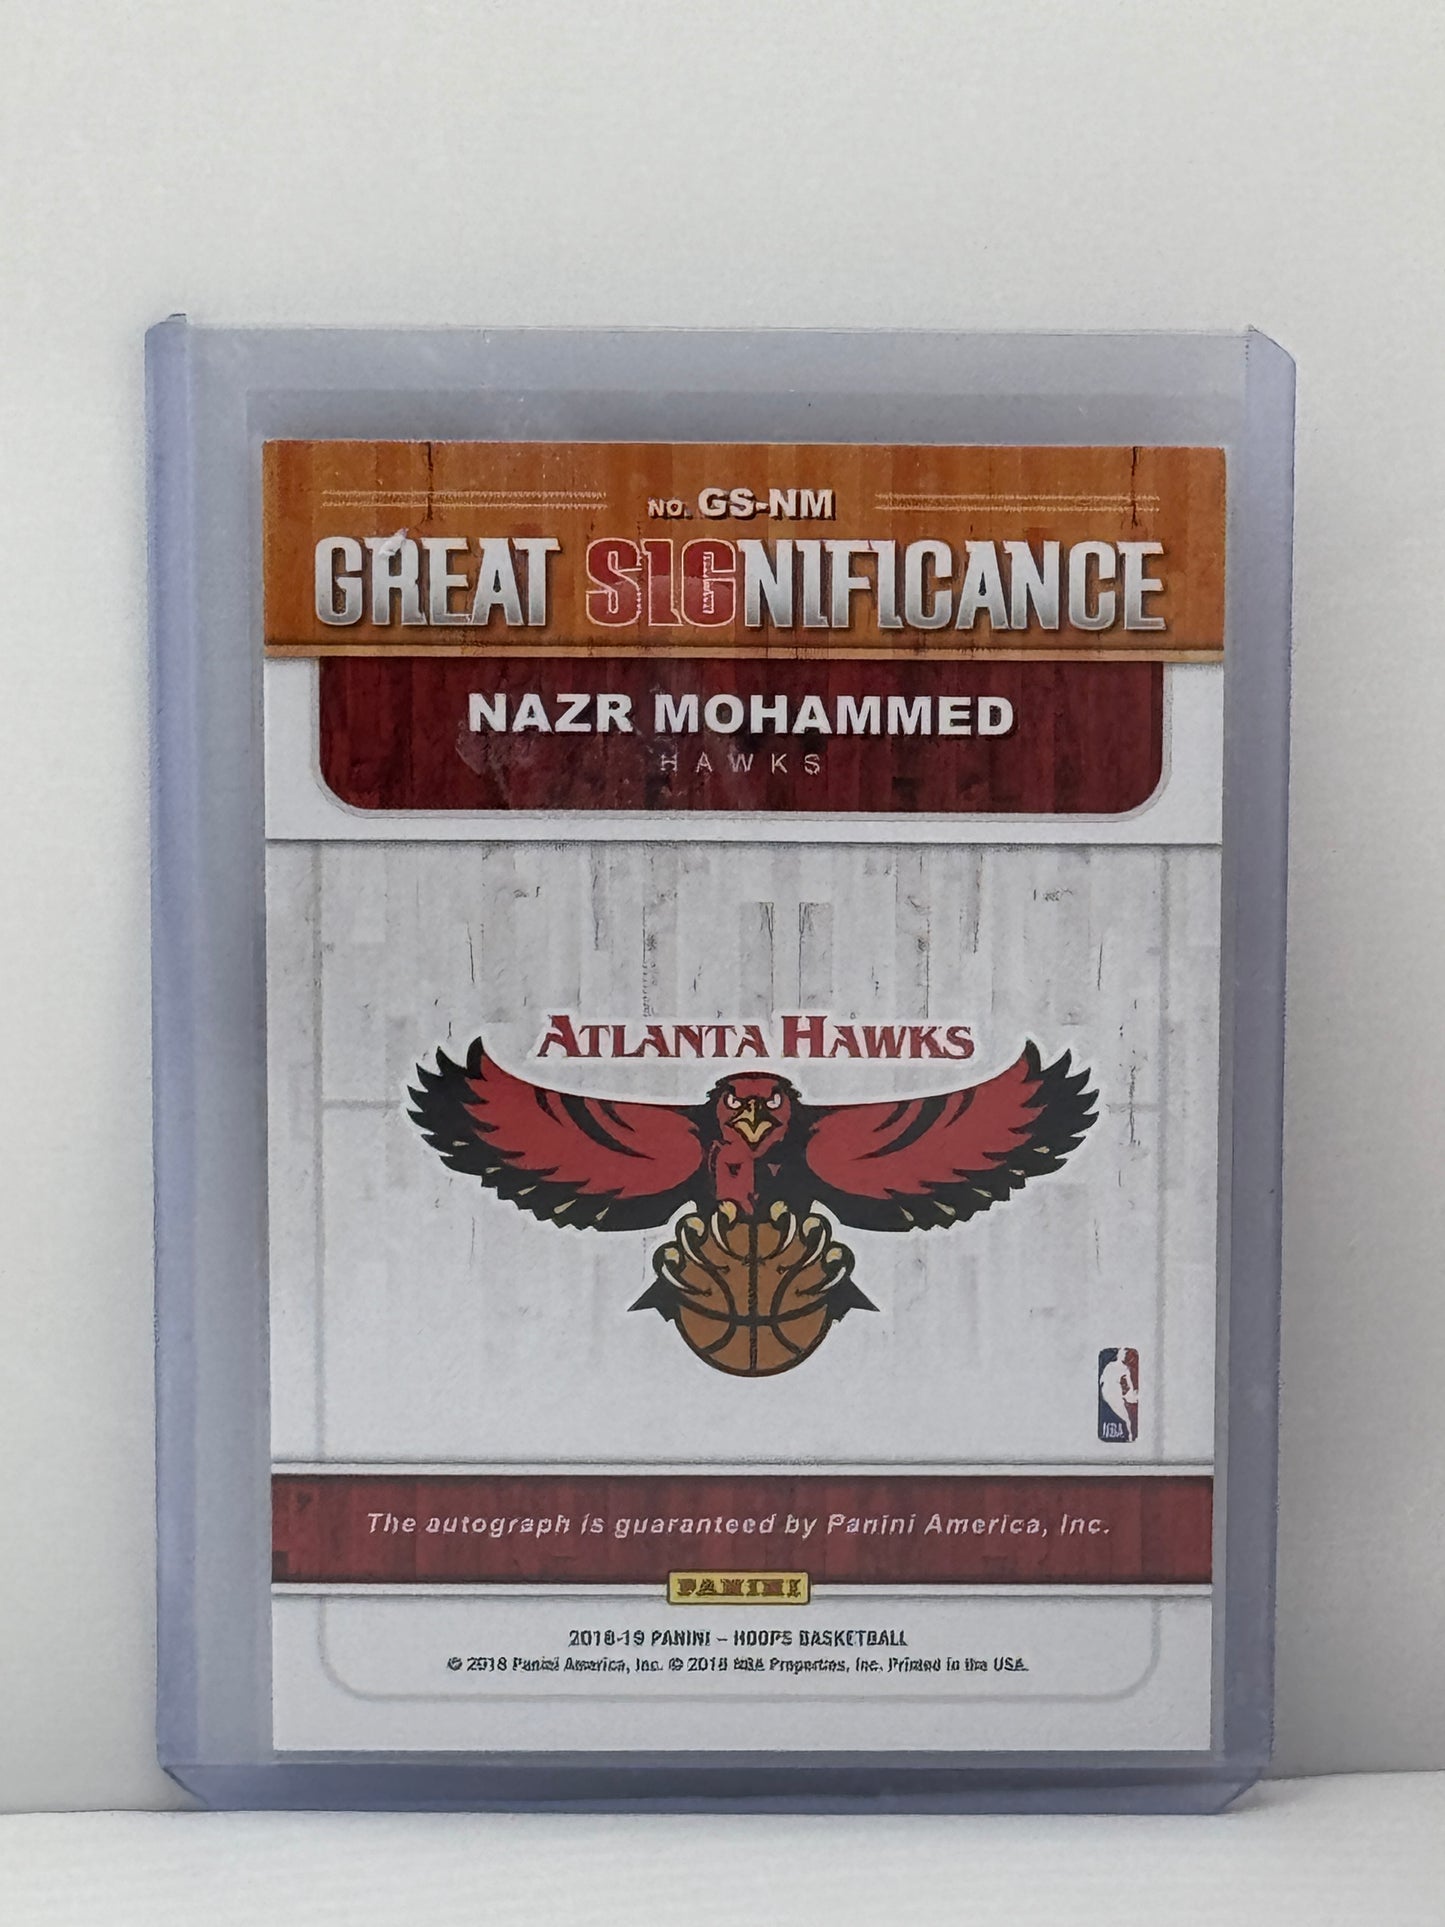 NO. GS-NM
GREAT SIGNIFICANCE
NAZR MOHAMMED
HAWKS
ATLANTA HAWKS
NBA
The autograph is guaranteed by Panini America, Inc.
PANINI
2018-19 PANINI – HOOPS BASKETBALL
© 2018 Panini America, Inc. © 2018 NBA Properties, Inc. Printed in the USA.